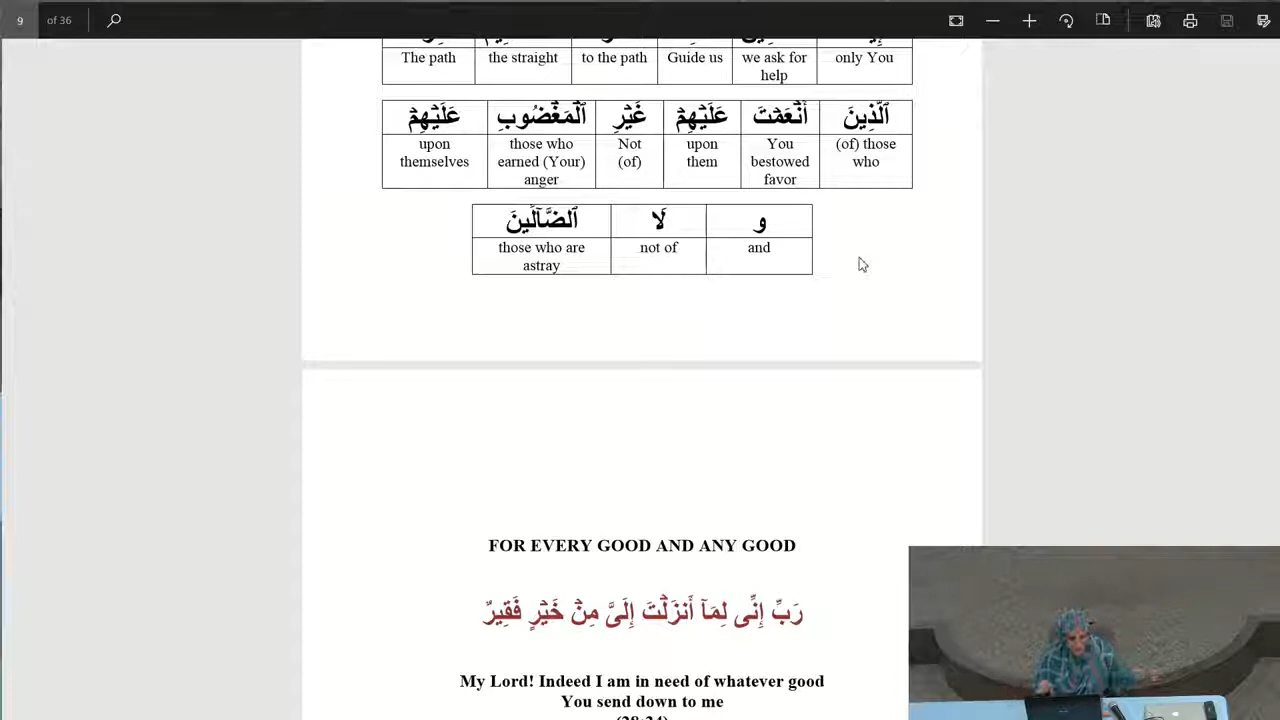 9 of 36
The path the straight to the path Guide us we ask for help only You
ٱلَّذِينَ أَنْعَمْتَ عَلَيْهِمْ غَيْرِ ٱلْمَغْضُوبِ عَلَيْهِمْ
upon themselves those who earned (Your) anger Not (of) upon them You bestowed favor (of) those who
و لَا ٱلضَّآلِّينَ
those who are astray not of and
FOR EVERY GOOD AND ANY GOOD
رَبِّ إِنِّى لِمَآ أَنزَلْتَ إِلَىَّ مِنْ خَيْرٍ فَقِيرٌ
My Lord! Indeed I am in need of whatever good
You send down to me
(28:24)